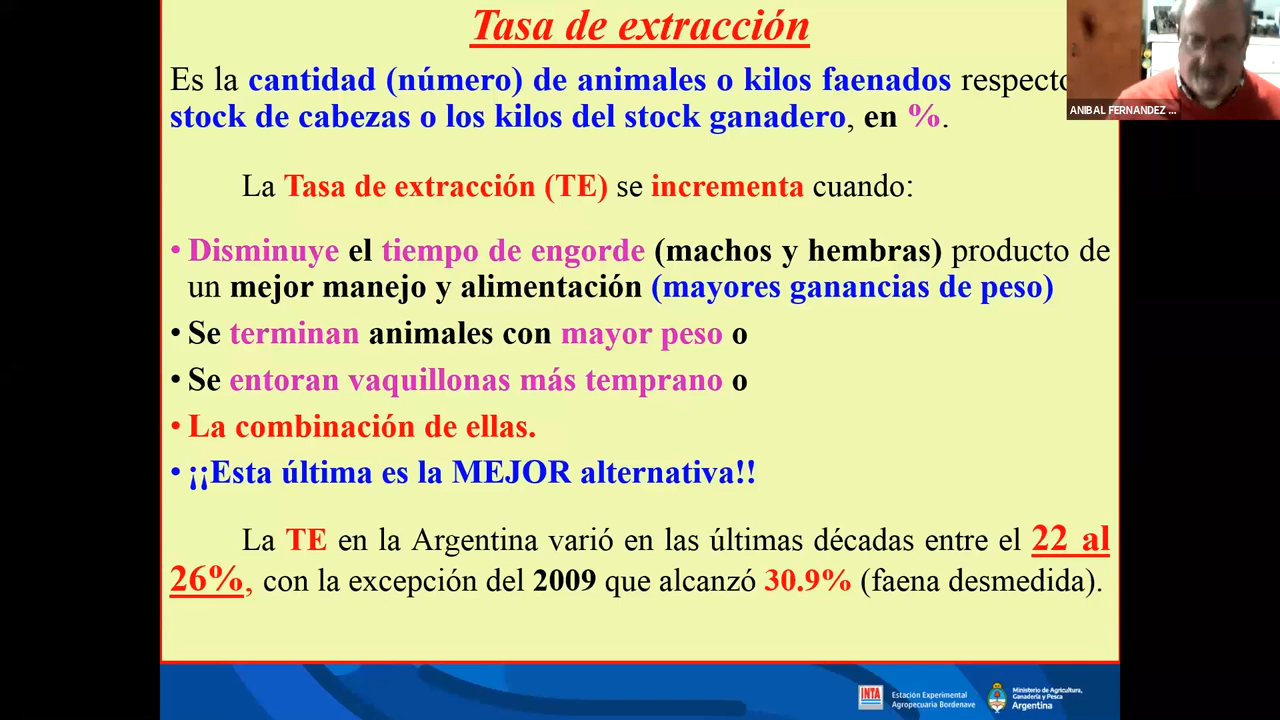 Tasa de extracción
Es la cantidad (número) de animales o kilos faenados respecto
stock de cabezas o los kilos del stock ganadero, en %.
La Tasa de extracción (TE) se incrementa cuando:
• Disminuye el tiempo de engorde (machos y hembras) producto de
un mejor manejo y alimentación (mayores ganancias de peso)
• Se terminan animales con mayor peso o
• Se entoran vaquillonas más temprano o
• La combinación de ellas.
• ¡¡Esta última es la MEJOR alternativa!!
La TE en la Argentina varió en las últimas décadas entre el 22 al
26%, con la excepción del 2009 que alcanzó 30.9% (faena desmedida).
ANIBAL FERNANDEZ ...
INTA
Estación Experimental
Agropecuaria Bordenave
Ministerio de Agricultura,
Ganadería y Pesca
Argentina